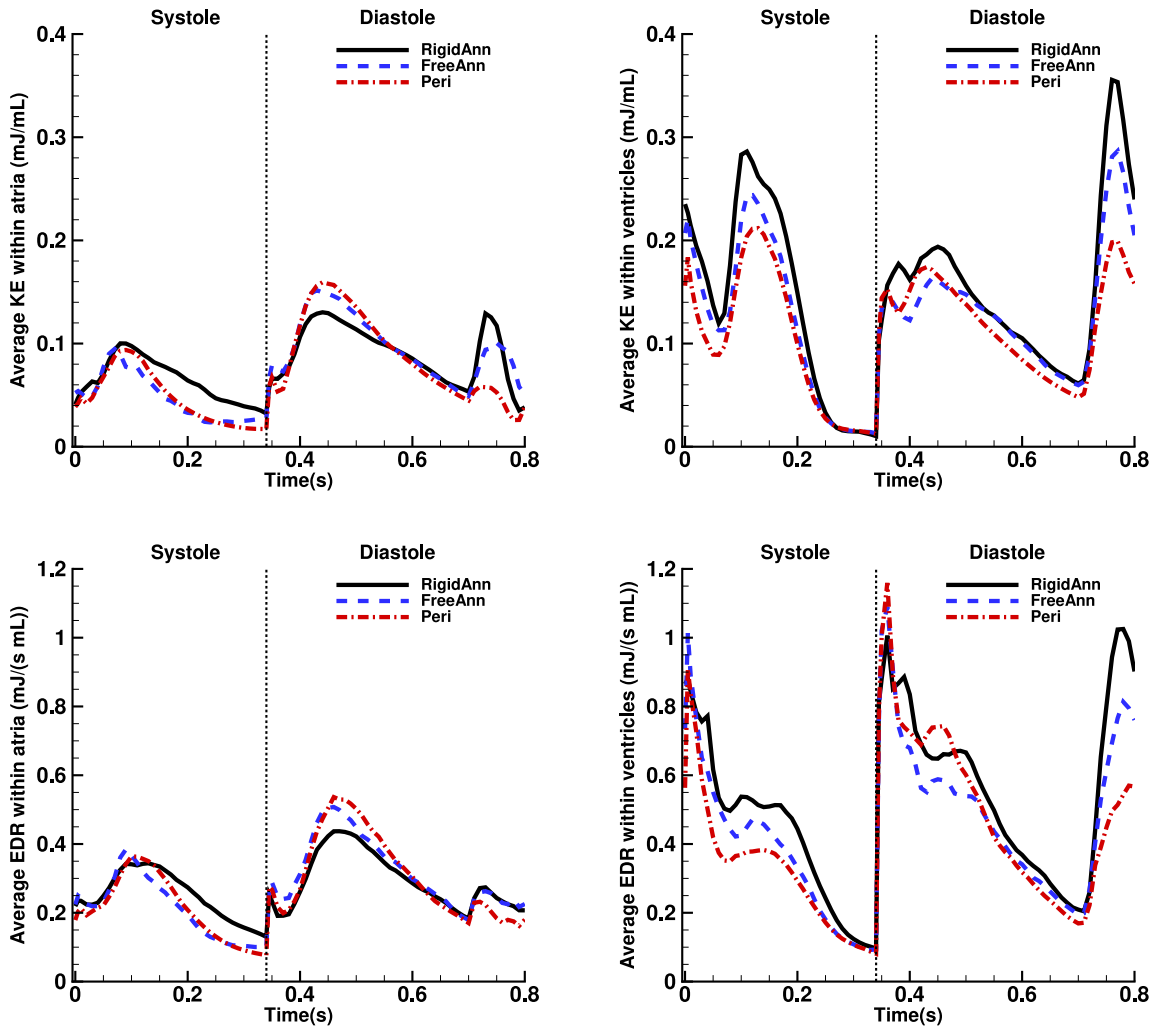 Systole Diastole
0.4
RigidAnn
FreeAnn
Peri
0.3
0.2
0.1
0
0 0.2 0.4 0.6 0.8
Time(s)
Average KE within atria (mJ/mL)
Systole Diastole
0.4
RigidAnn
FreeAnn
Peri
0.3
0.2
0.1
0
0 0.2 0.4 0.6 0.8
Time(s)
Average KE within ventricles (mJ/mL)
Systole Diastole
1.2
RigidAnn
FreeAnn
Peri
1
0.8
0.6
0.4
0.2
0
0 0.2 0.4 0.6 0.8
Time(s)
Average EDR within atria (mJ/(s mL))
Systole Diastole
1.2
RigidAnn
FreeAnn
Peri
1
0.8
0.6
0.4
0.2
0
0 0.2 0.4 0.6 0.8
Time(s)
Average EDR within ventricles (mJ/(s mL))